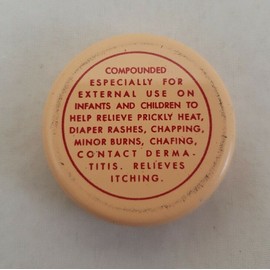 COMPOUNDED
ESPECIALLY FOR
EXTERNAL USE ON
INFANTS AND CHILDREN TO
HELP RELIEVE PRICKLY HEAT,
DIAPER RASHES, CHAPPING,
MINOR BURNS, CHAFING,
CONTACT DERMA-
TITIS. RELIEVES
ITCHING.